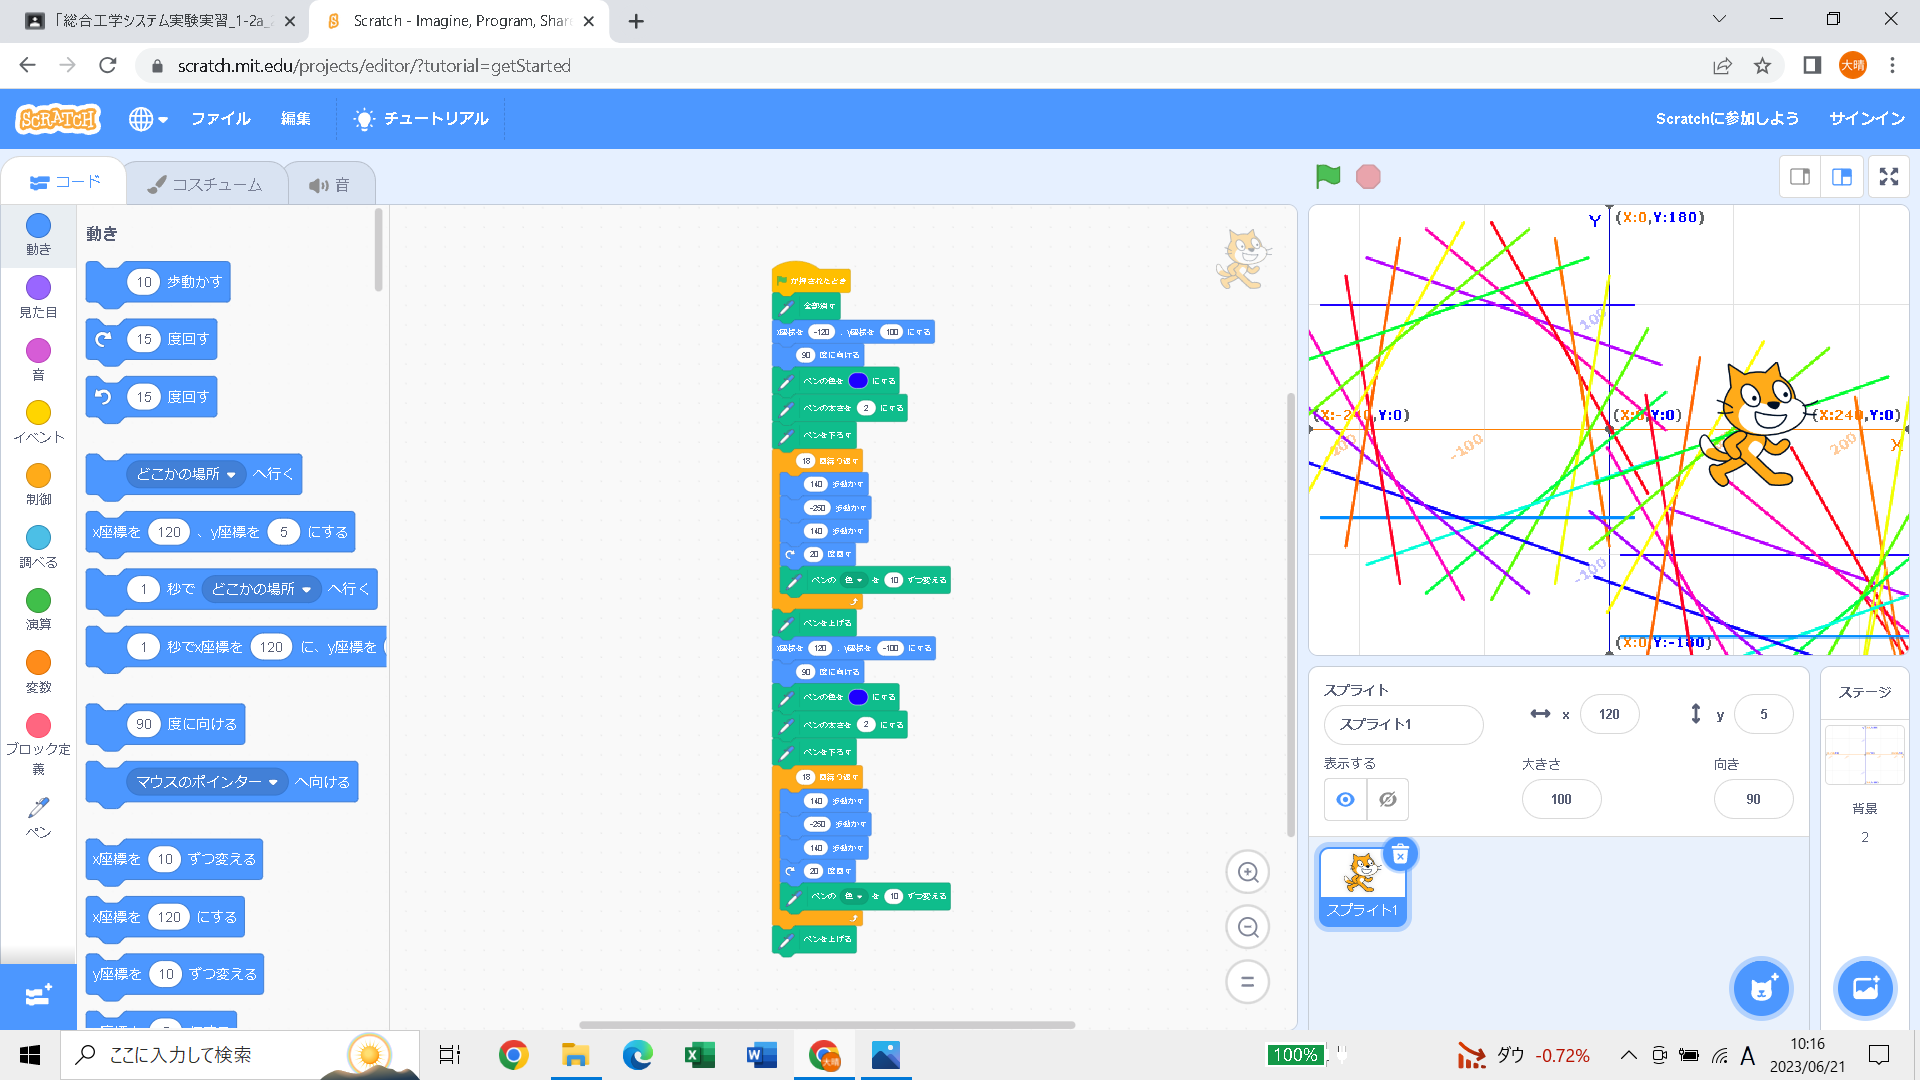 「総合工学システム実験実習_1-2a_
Scratch - Imagine, Program, Shar
scratch.mit.edu/projects/editor/?tutorial=getStarted
大晴
SCRATCH
ファイル
編集
チュートリアル
Scratchに参加しよう
サインイン
コード
コスチューム
音
動き
見た目
音
イベント
制御
調べる
演算
変数
ブロック定
義
ペン
動き
10 歩動かす
15 度回す
15 度回す
どこかの場所 へ行く
x座標を 120 、y座標を 5 にする
1 秒で どこかの場所 へ行く
1 秒でx座標を 120 に、y座標を
90 度に向ける
マウスのポインター へ向ける
x座標を 10 ずつ変える
x座標を 120 にする
y座標を 10 ずつ変える
が押されたとき
全部消す
x座標を -120 、y座標を 100 にする
90 度に向ける
ペンの色を にする
ペンの太さを 2 にする
ペンを下ろす
18 回繰り返す
140 歩動かす
-250 歩動かす
140 歩動かす
20 度回す
ペンの 色 を 10 ずつ変える
ペンを上げる
x座標を 120 、y座標を -100 にする
90 度に向ける
ペンの色を にする
ペンの太さを 2 にする
ペンを下ろす
18 回繰り返す
140 歩動かす
-250 歩動かす
140 歩動かす
20 度回す
ペンの 色 を 10 ずつ変える
ペンを上げる
Y
(X:0,Y:180)
100
(X:-240,Y:0)
(X:0,Y:0)
(X:240,Y:0)
-100
200
X
-100
(X:0,Y:-180)
スプライト
スプライト1
x 120
y 5
表示する
大きさ
100
向き
90
スプライト1
ステージ
背景
2
ここに入力して検索
100%
ダウ -0.72%
A
10:16
2023/06/21